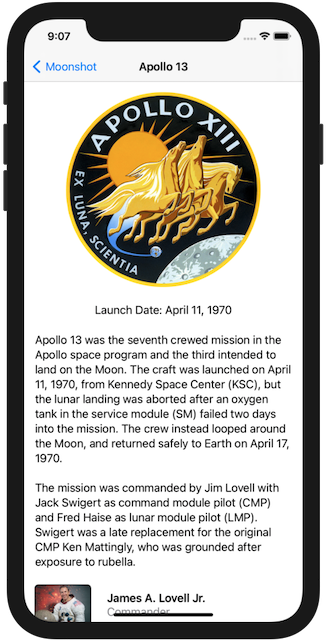 9:07
Moonshot
Apollo 13
APOLLO XIII
EX LUNA, SCIENTIA
Launch Date: April 11, 1970
Apollo 13 was the seventh crewed mission in the
Apollo space program and the third intended to
land on the Moon. The craft was launched on April
11, 1970, from Kennedy Space Center (KSC), but
the lunar landing was aborted after an oxygen
tank in the service module (SM) failed two days
into the mission. The crew instead looped around
the Moon, and returned safely to Earth on April 17,
1970.
The mission was commanded by Jim Lovell with
Jack Swigert as command module pilot (CMP)
and Fred Haise as lunar module pilot (LMP).
Swigert was a late replacement for the original
CMP Ken Mattingly, who was grounded after
exposure to rubella.
James A. Lovell Jr.
Commander